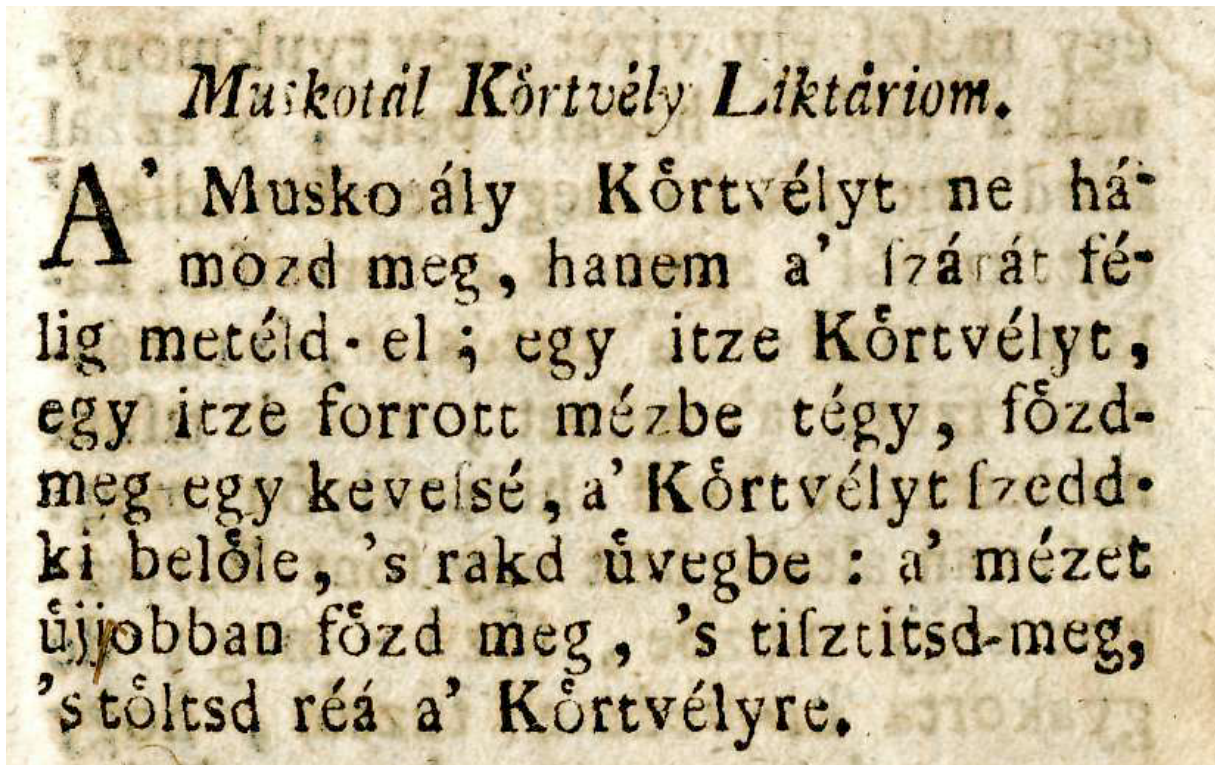 Muskotál Kőrtvély Liktáriom.
A’ Muskotály Kőrtvélyt ne há-
mozd meg, hanem a’ ſzárát fé-
lig metéld-el; egy itze Kőrtvélyt,
egy itze forrott mézbe tégy, főzd-
meg egy keveſsé, a’ Kőrtvélyt ſzedd-
ki belőle, ’s rakd űvegbe: a’ mézet
űjjobban főzd meg, ’s tiſztitsd-meg,
’s tőltsd réá a’ Kőrtvélyre.